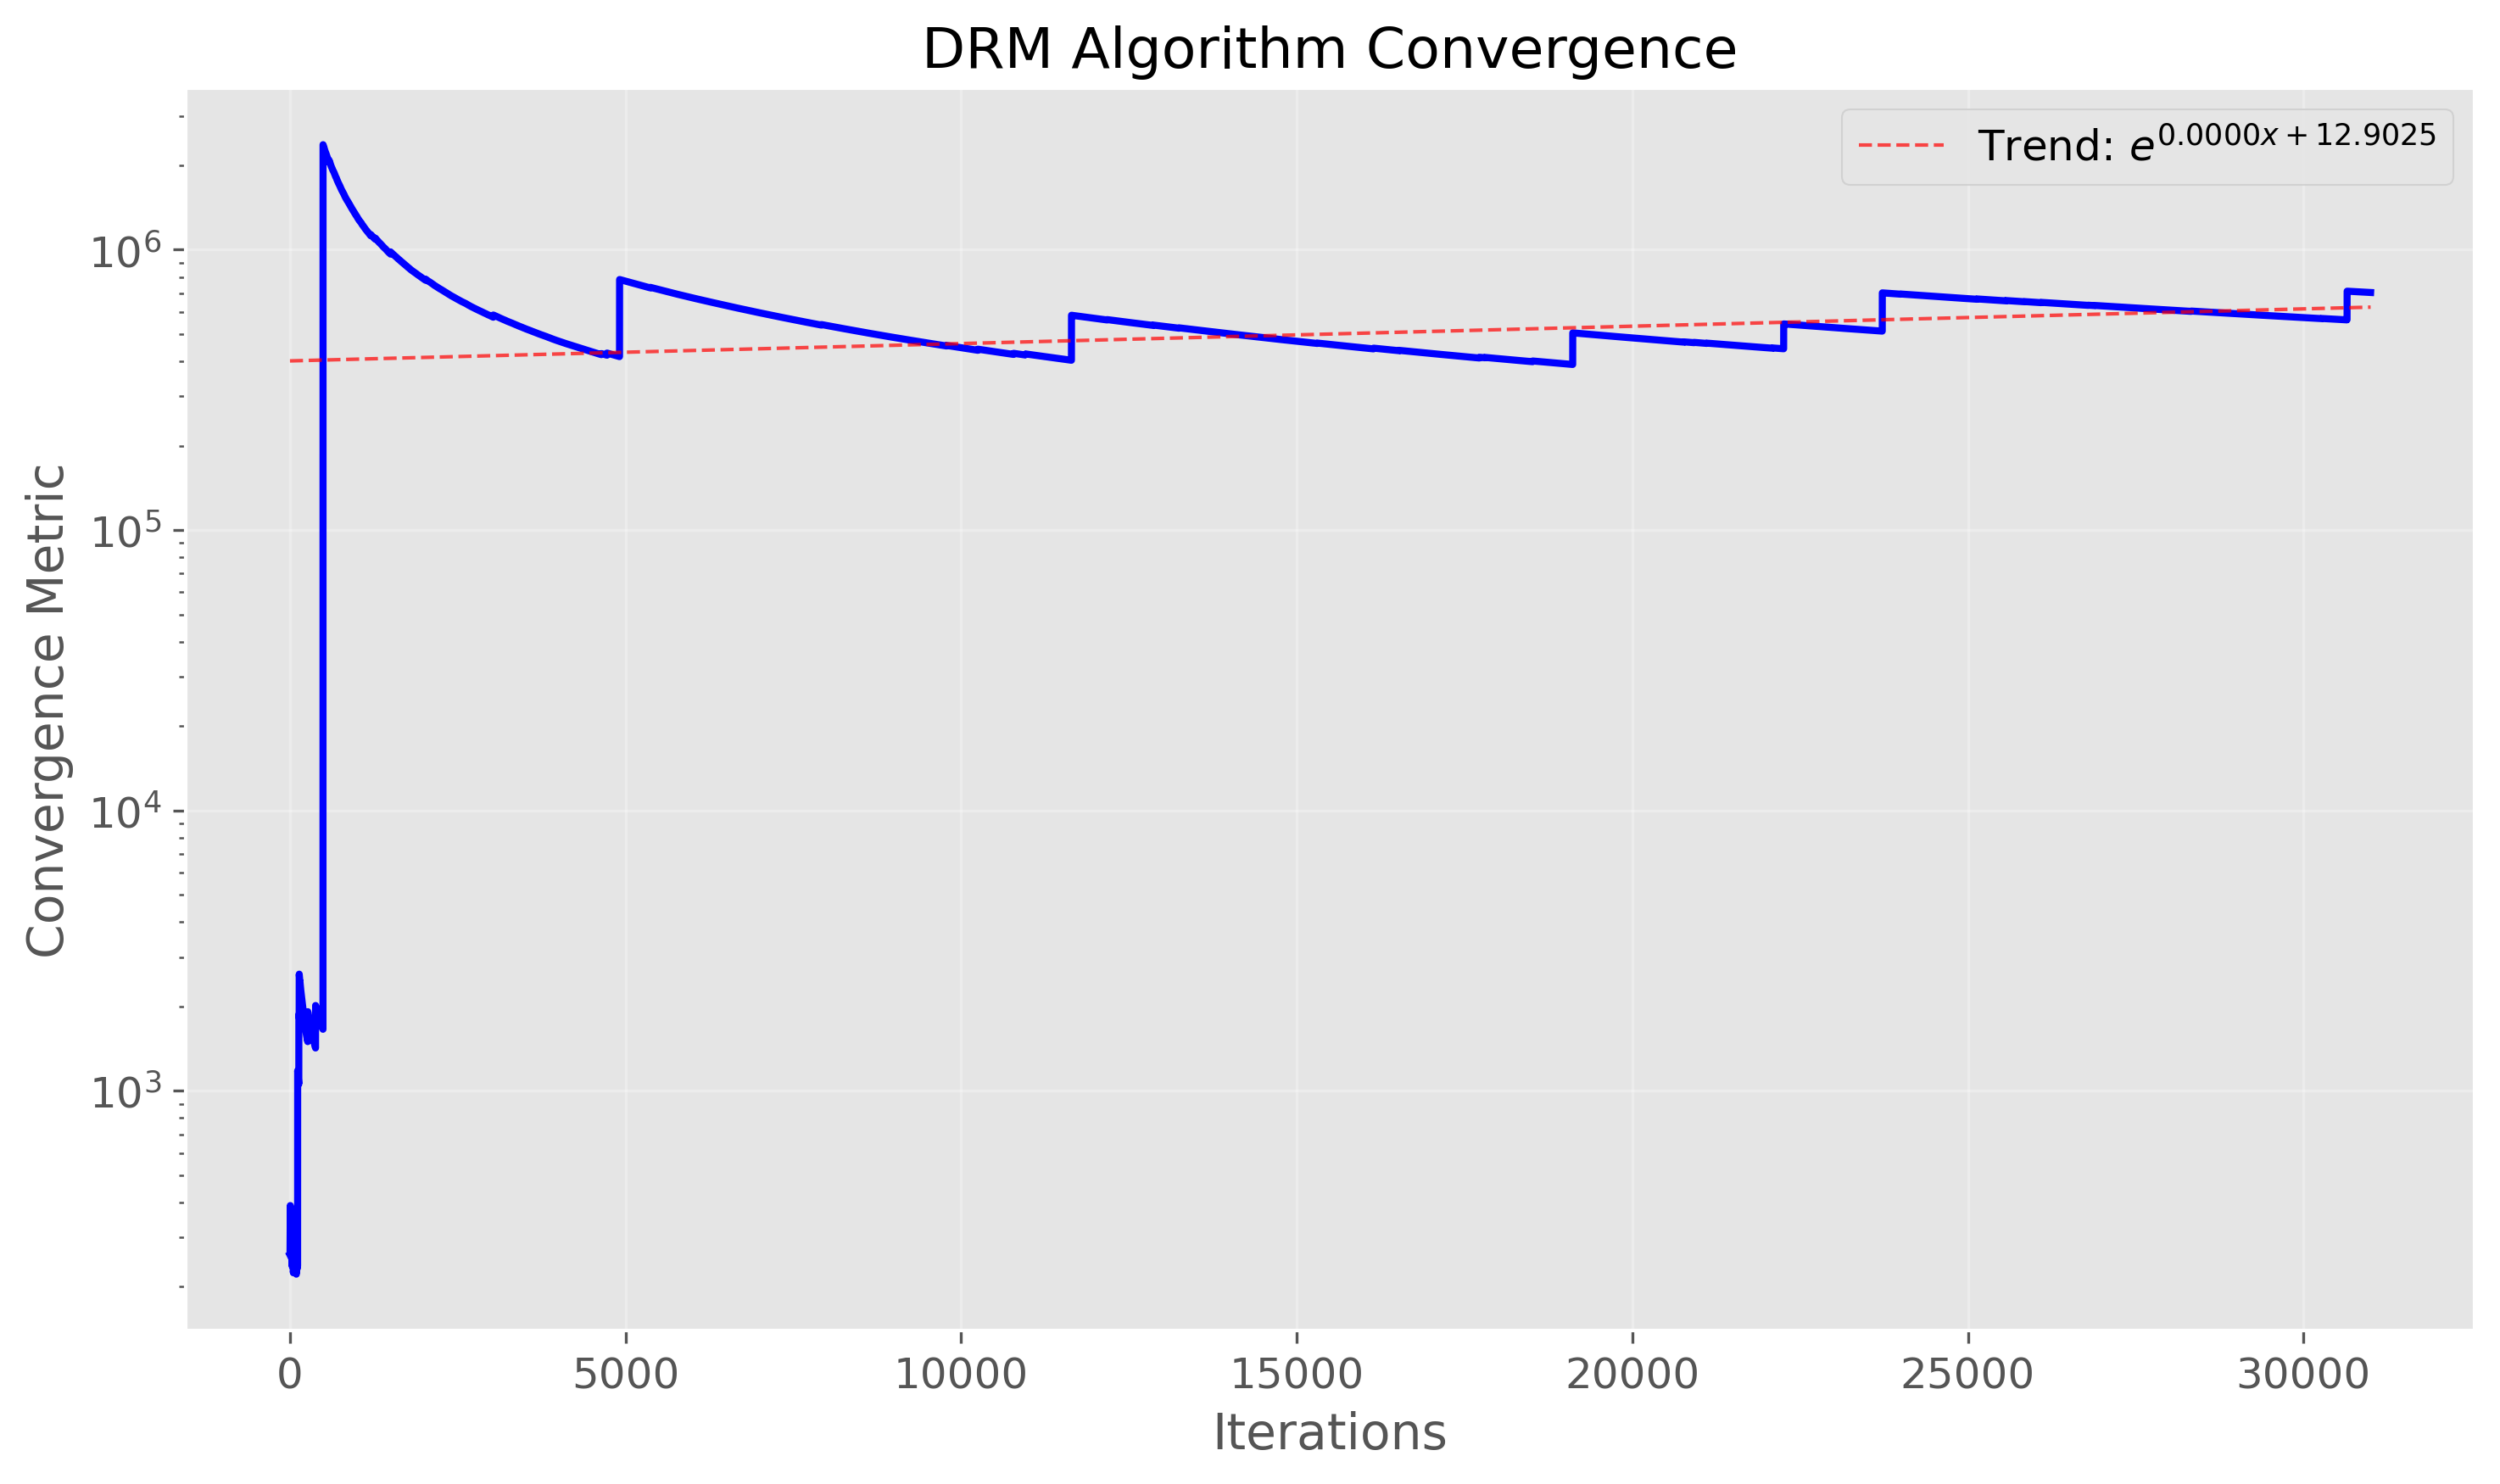 DRM Algorithm Convergence
Trend: e^0.0000x + 12.9025
Convergence Metric
10^6
10^5
10^4
10^3
0 5000 10000 15000 20000 25000 30000
Iterations